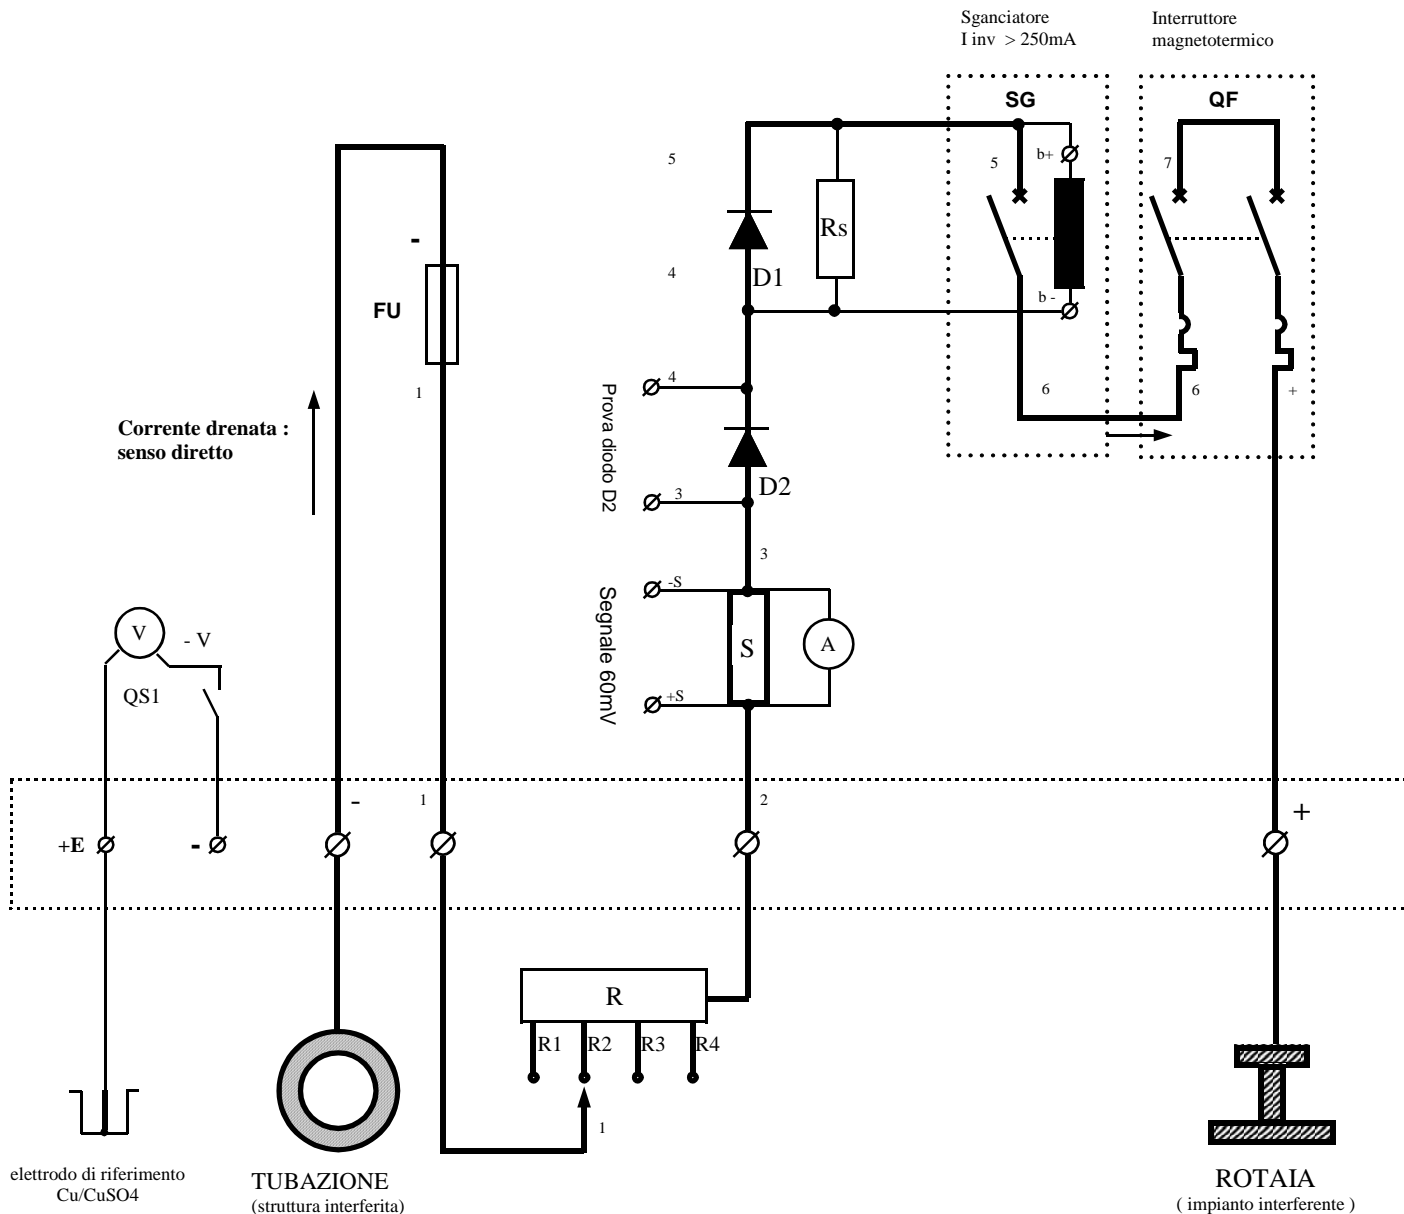 Sganciatore
I inv > 250mA
Interruttore
magnetotermico
SG
QF
5
5
b+
7
-
Rs
4
D1
FU
b -
4
1
6
6
+
Prova diodo D2
Corrente drenata :
senso diretto
D2
3
3
-S
Segnale 60mV
V
- V
S
A
QS1
+S
-
1
2
+
+E
-
R
R1
R2
R3
R4
1
elettrodo di riferimento
Cu/CuSO4
TUBAZIONE
(struttura interferita)
ROTAIA
( impianto interferente )